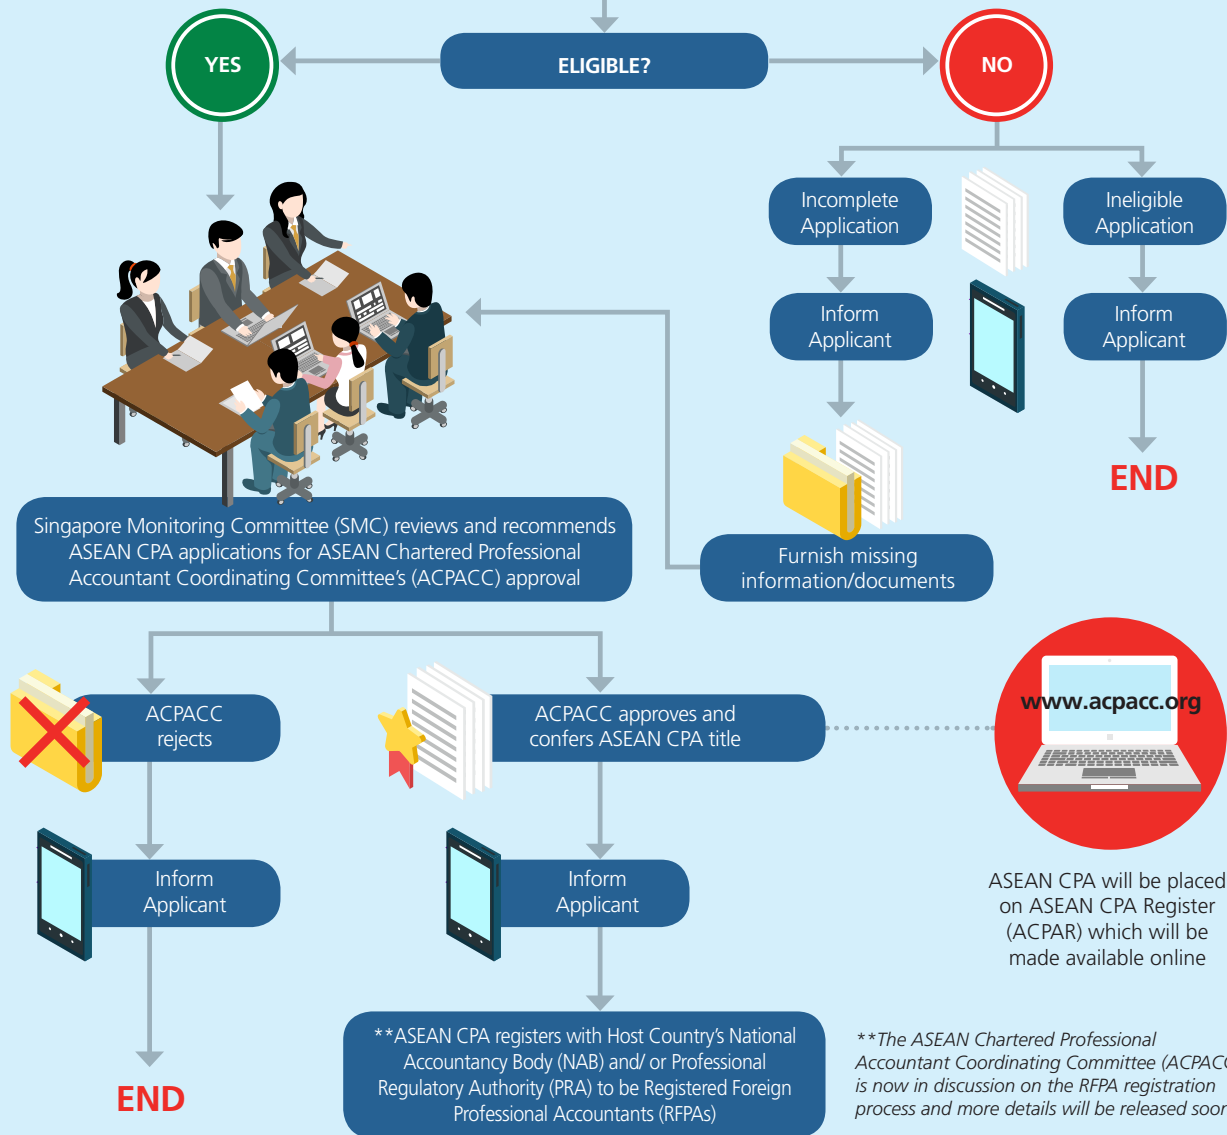 YES
ELIGIBLE?
NO
Incomplete
Application
Ineligible
Application
Inform
Applicant
Inform
Applicant
END
Singapore Monitoring Committee (SMC) reviews and recommends
ASEAN CPA applications for ASEAN Chartered Professional
Accountant Coordinating Committee's (ACPACC) approval
Furnish missing
information/documents
ACPACC
rejects
ACPACC approves and
confers ASEAN CPA title
www.acpacc.org
Inform
Applicant
Inform
Applicant
ASEAN CPA will be placed
on ASEAN CPA Register
(ACPAR) which will be
made available online
END
**ASEAN CPA registers with Host Country's National
Accountancy Body (NAB) and/ or Professional
Regulatory Authority (PRA) to be Registered Foreign
Professional Accountants (RFPAs)
**The ASEAN Chartered Professional
Accountant Coordinating Committee (ACPACC
is now in discussion on the RFPA registration
process and more details will be released soon